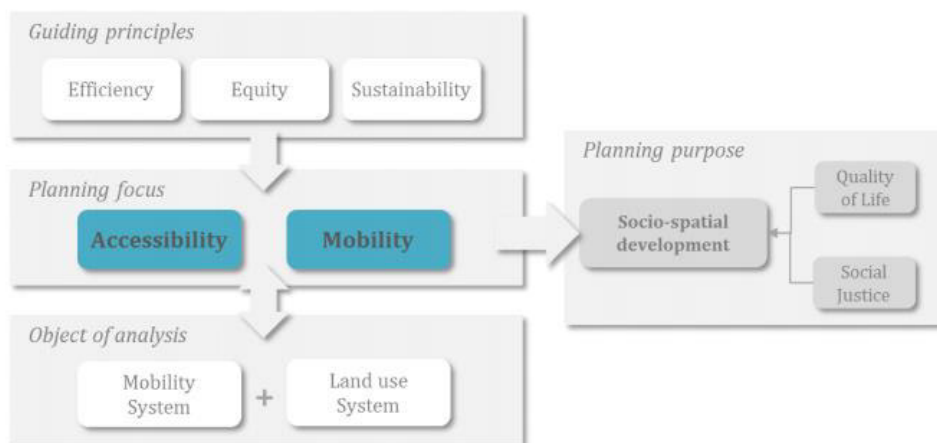 Guiding principles
Efficiency
Equity
Sustainability
Planning focus
Accessibility
Mobility
Object of analysis
Mobility
System
+
Land use
System
Planning purpose
Socio-spatial
development
Quality
of Life
Social
Justice